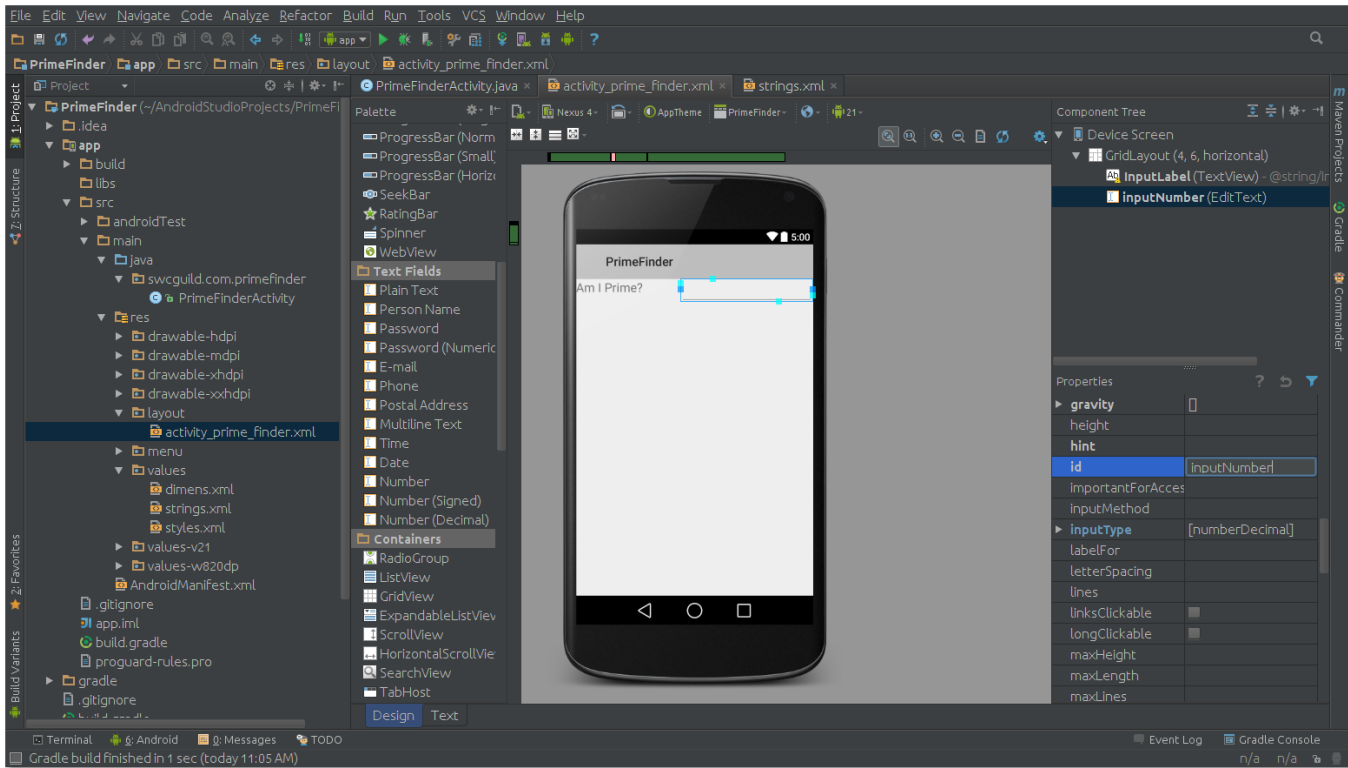 File Edit View Navigate Code Analyze Refactor Build Run Tools VCS Window Help
app
PrimeFinder app src main res layout activity_prime_finder.xml
Project
PrimeFinderActivity.java
activity_prime_finder.xml
strings.xml
1: Project
Z: Structure
2: Favorites
Build Variants
PrimeFinder (~/AndroidStudioProjects/PrimeFi
.idea
app
build
libs
src
androidTest
main
java
swcguild.com.primefinder
PrimeFinderActivity
res
drawable-hdpi
drawable-mdpi
drawable-xhdpi
drawable-xxhdpi
layout
activity_prime_finder.xml
menu
values
dimens.xml
strings.xml
styles.xml
values-v21
values-w820dp
AndroidManifest.xml
.gitignore
app.iml
build.gradle
proguard-rules.pro
gradle
.gitignore
Palette
ProgressBar (Norm
ProgressBar (Small)
ProgressBar (Horizo
SeekBar
RatingBar
Spinner
WebView
Text Fields
Plain Text
Person Name
Password
Password (Numeric
E-mail
Phone
Postal Address
Multiline Text
Time
Date
Number
Number (Signed)
Number (Decimal)
Containers
RadioGroup
ListView
GridView
ExpandableListView
ScrollView
HorizontalScrollVie
SearchView
TabHost
Design Text
Nexus 4 AppTheme PrimeFinder 21
5:00
PrimeFinder
Am I Prime?
Component Tree
Device Screen
GridLayout (4, 6, horizontal)
InputLabel (TextView) - @string/In
inputNumber (EditText)
Properties
gravity []
height
hint
id inputNumber
importantForAcces
inputMethod
inputType [numberDecimal]
labelFor
letterSpacing
lines
linksClickable
longClickable
maxHeight
maxLength
maxLines
m Maven Projects
Gradle
Commander
Terminal 6: Android 0: Messages TODO Event Log Gradle Console
Gradle build finished in 1 sec (today 11:05 AM) n/a n/a